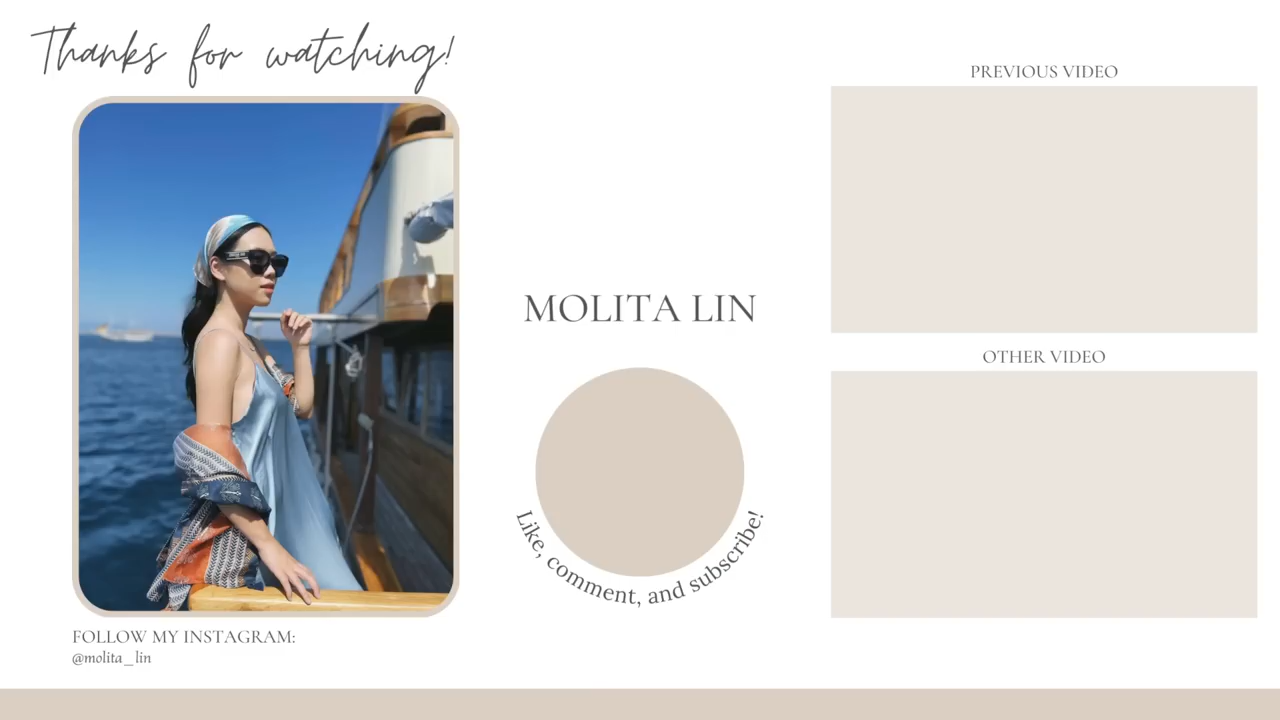 Thanks for watching!
FOLLOW MY INSTAGRAM:
@molita_lin
MOLITA LIN
Like, comment, and subscribe!
PREVIOUS VIDEO
OTHER VIDEO